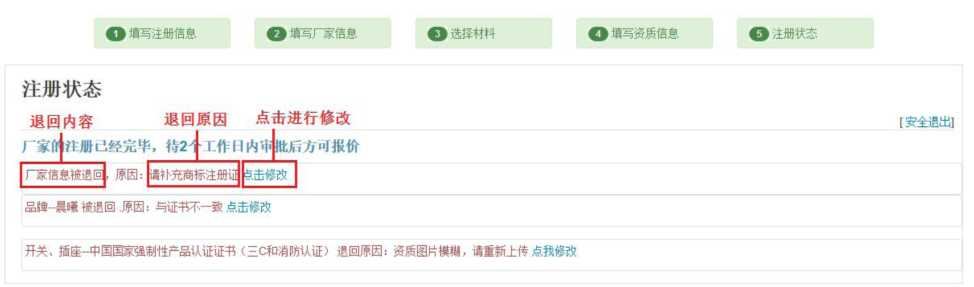 1 填写注册信息 2 填写厂家信息 3 选择材料 4 填写资质信息 5 注册状态
注册状态
退回内容 退回原因 点击进行修改
[安全退出]
厂家的注册已经完毕，待2个工作日内审批后方可报价
厂家信息被退回，原因：请补充商标注册证 点击修改
品牌--晨曦 被退回 .原因：与证书不一致 点击修改
开关、插座--中国国家强制性产品认证证书（三C和消防认证） 退回原因：资质图片模糊，请重新上传 点我修改